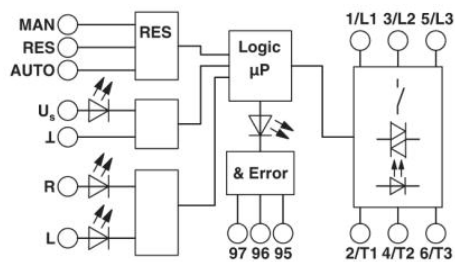 MAN
RES
AUTO
RES
Us
⊥
R
L
Logic
µP
& Error
97 96 95
1/L1 3/L2 5/L3
2/T1 4/T2 6/T3